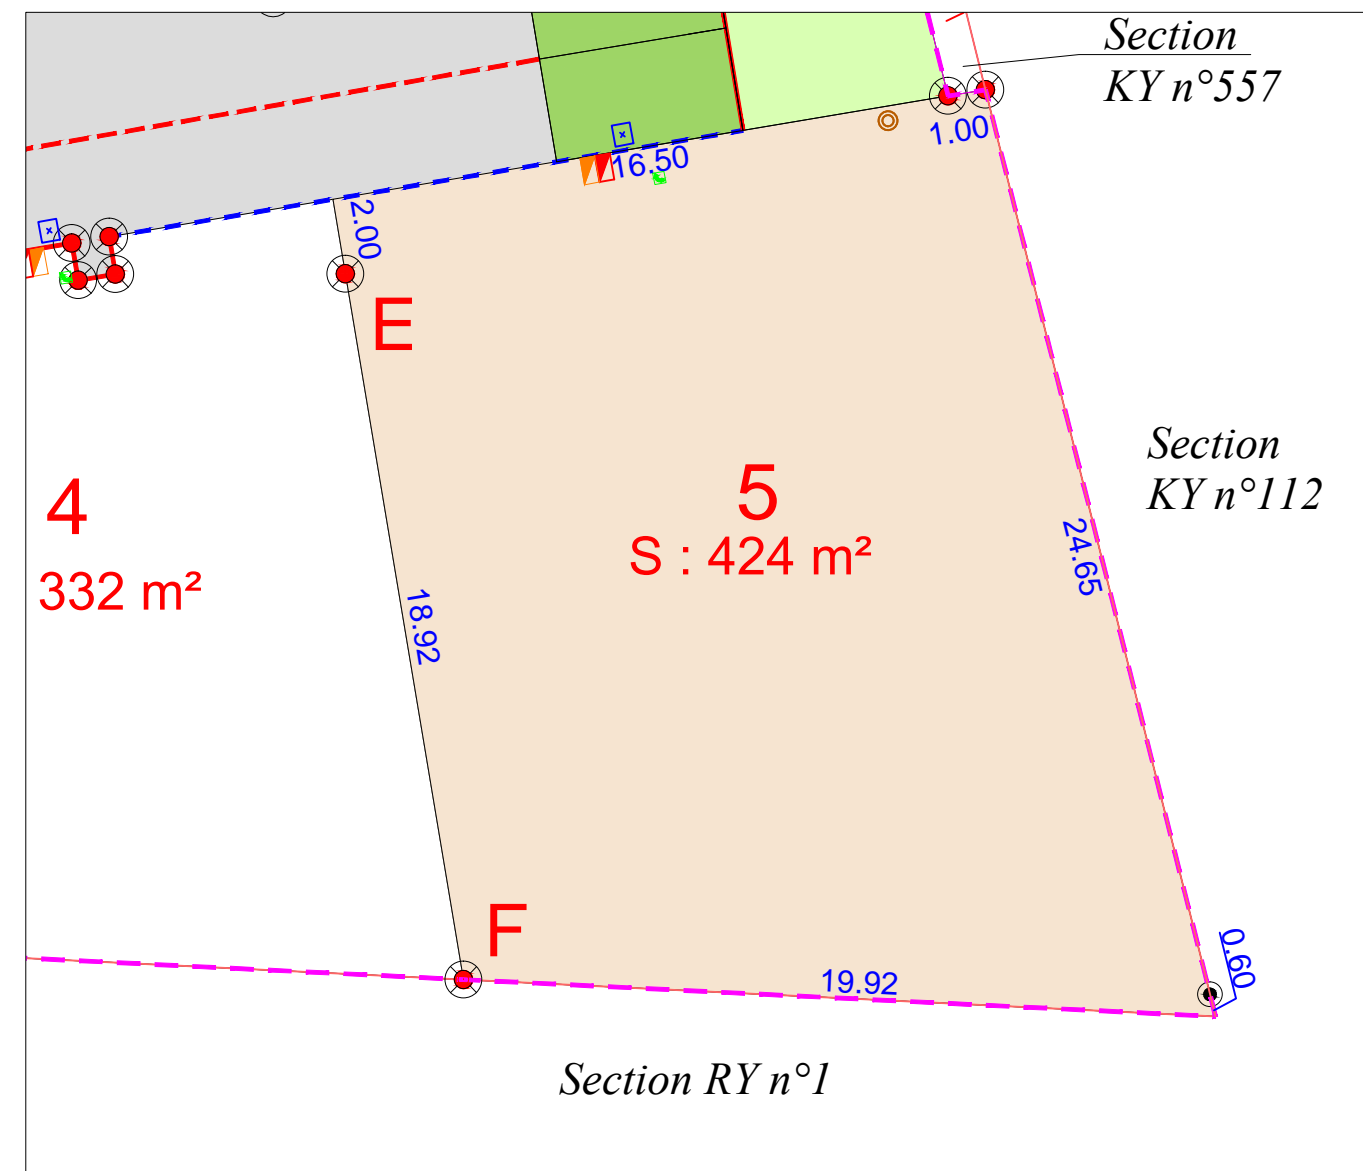 Section
KY n°557
1.00
16.50
2.00
E
Section
KY n°112
4
332 m²
5
S : 424 m²
24.65
18.92
F
0.60
19.92
Section RY n°1